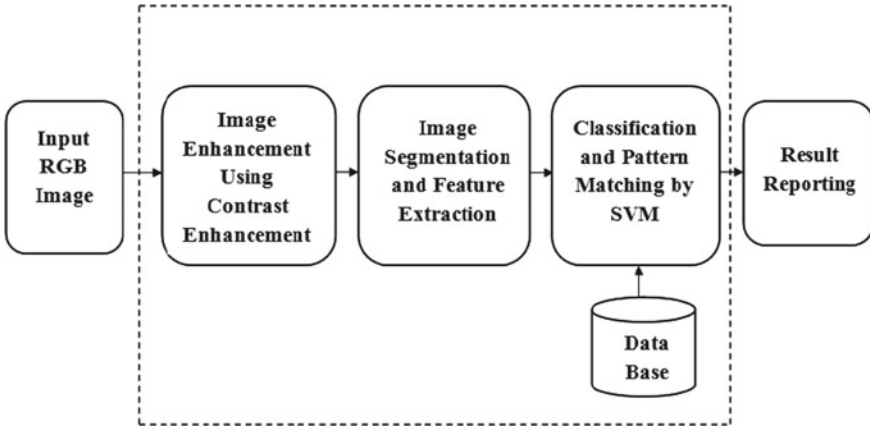 Input
RGB
Image
Image
Enhancement
Using
Contrast
Enhancement
Image
Segmentation
and Feature
Extraction
Classification
and Pattern
Matching by
SVM
Result
Reporting
Data
Base